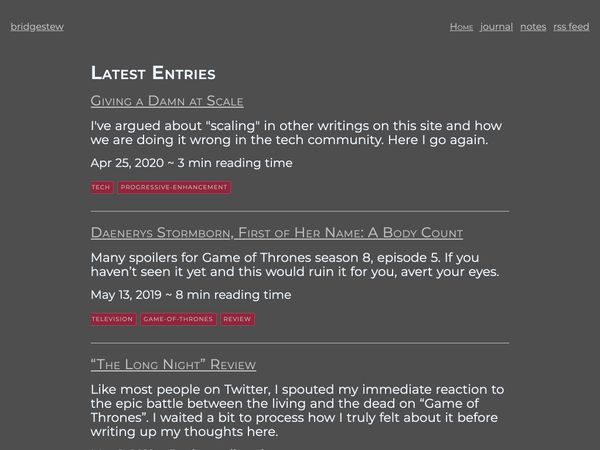 bridgestew
Home journal notes rss feed
Latest Entries
Giving a Damn at Scale
I've argued about "scaling" in other writings on this site and how
we are doing it wrong in the tech community. Here I go again.
Apr 25, 2020 ~ 3 min reading time
TECH PROGRESSIVE-ENHANCEMENT
Daenerys Stormborn, First of Her Name: A Body Count
Many spoilers for Game of Thrones season 8, episode 5. If you
haven’t seen it yet and this would ruin it for you, avert your eyes.
May 13, 2019 ~ 8 min reading time
TELEVISION GAME-OF-THRONES REVIEW
“The Long Night” Review
Like most people on Twitter, I spouted my immediate reaction to
the epic battle between the living and the dead on “Game of
Thrones”. I waited a bit to process how I truly felt about it before
writing up my thoughts here.